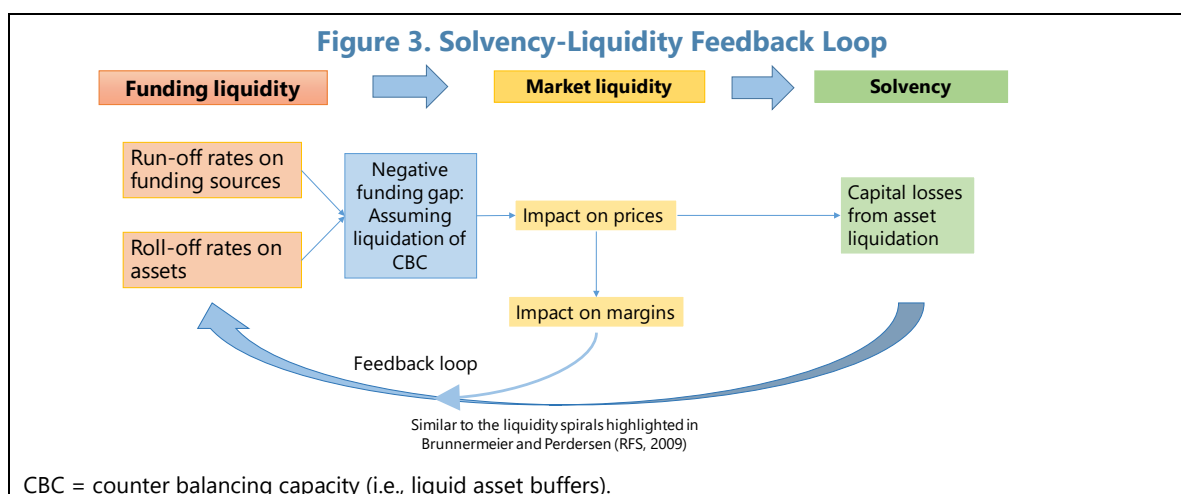 Figure 3. Solvency-Liquidity Feedback Loop
Funding liquidity
Market liquidity
Solvency
Run-off rates on
funding sources
Roll-off rates on
assets
Negative
funding gap:
Assuming
liquidation of
CBC
Impact on prices
Impact on margins
Capital losses
from asset
liquidation
Feedback loop
Similar to the liquidity spirals highlighted in
Brunnermeier and Perdersen (RFS, 2009)
CBC = counter balancing capacity (i.e., liquid asset buffers).